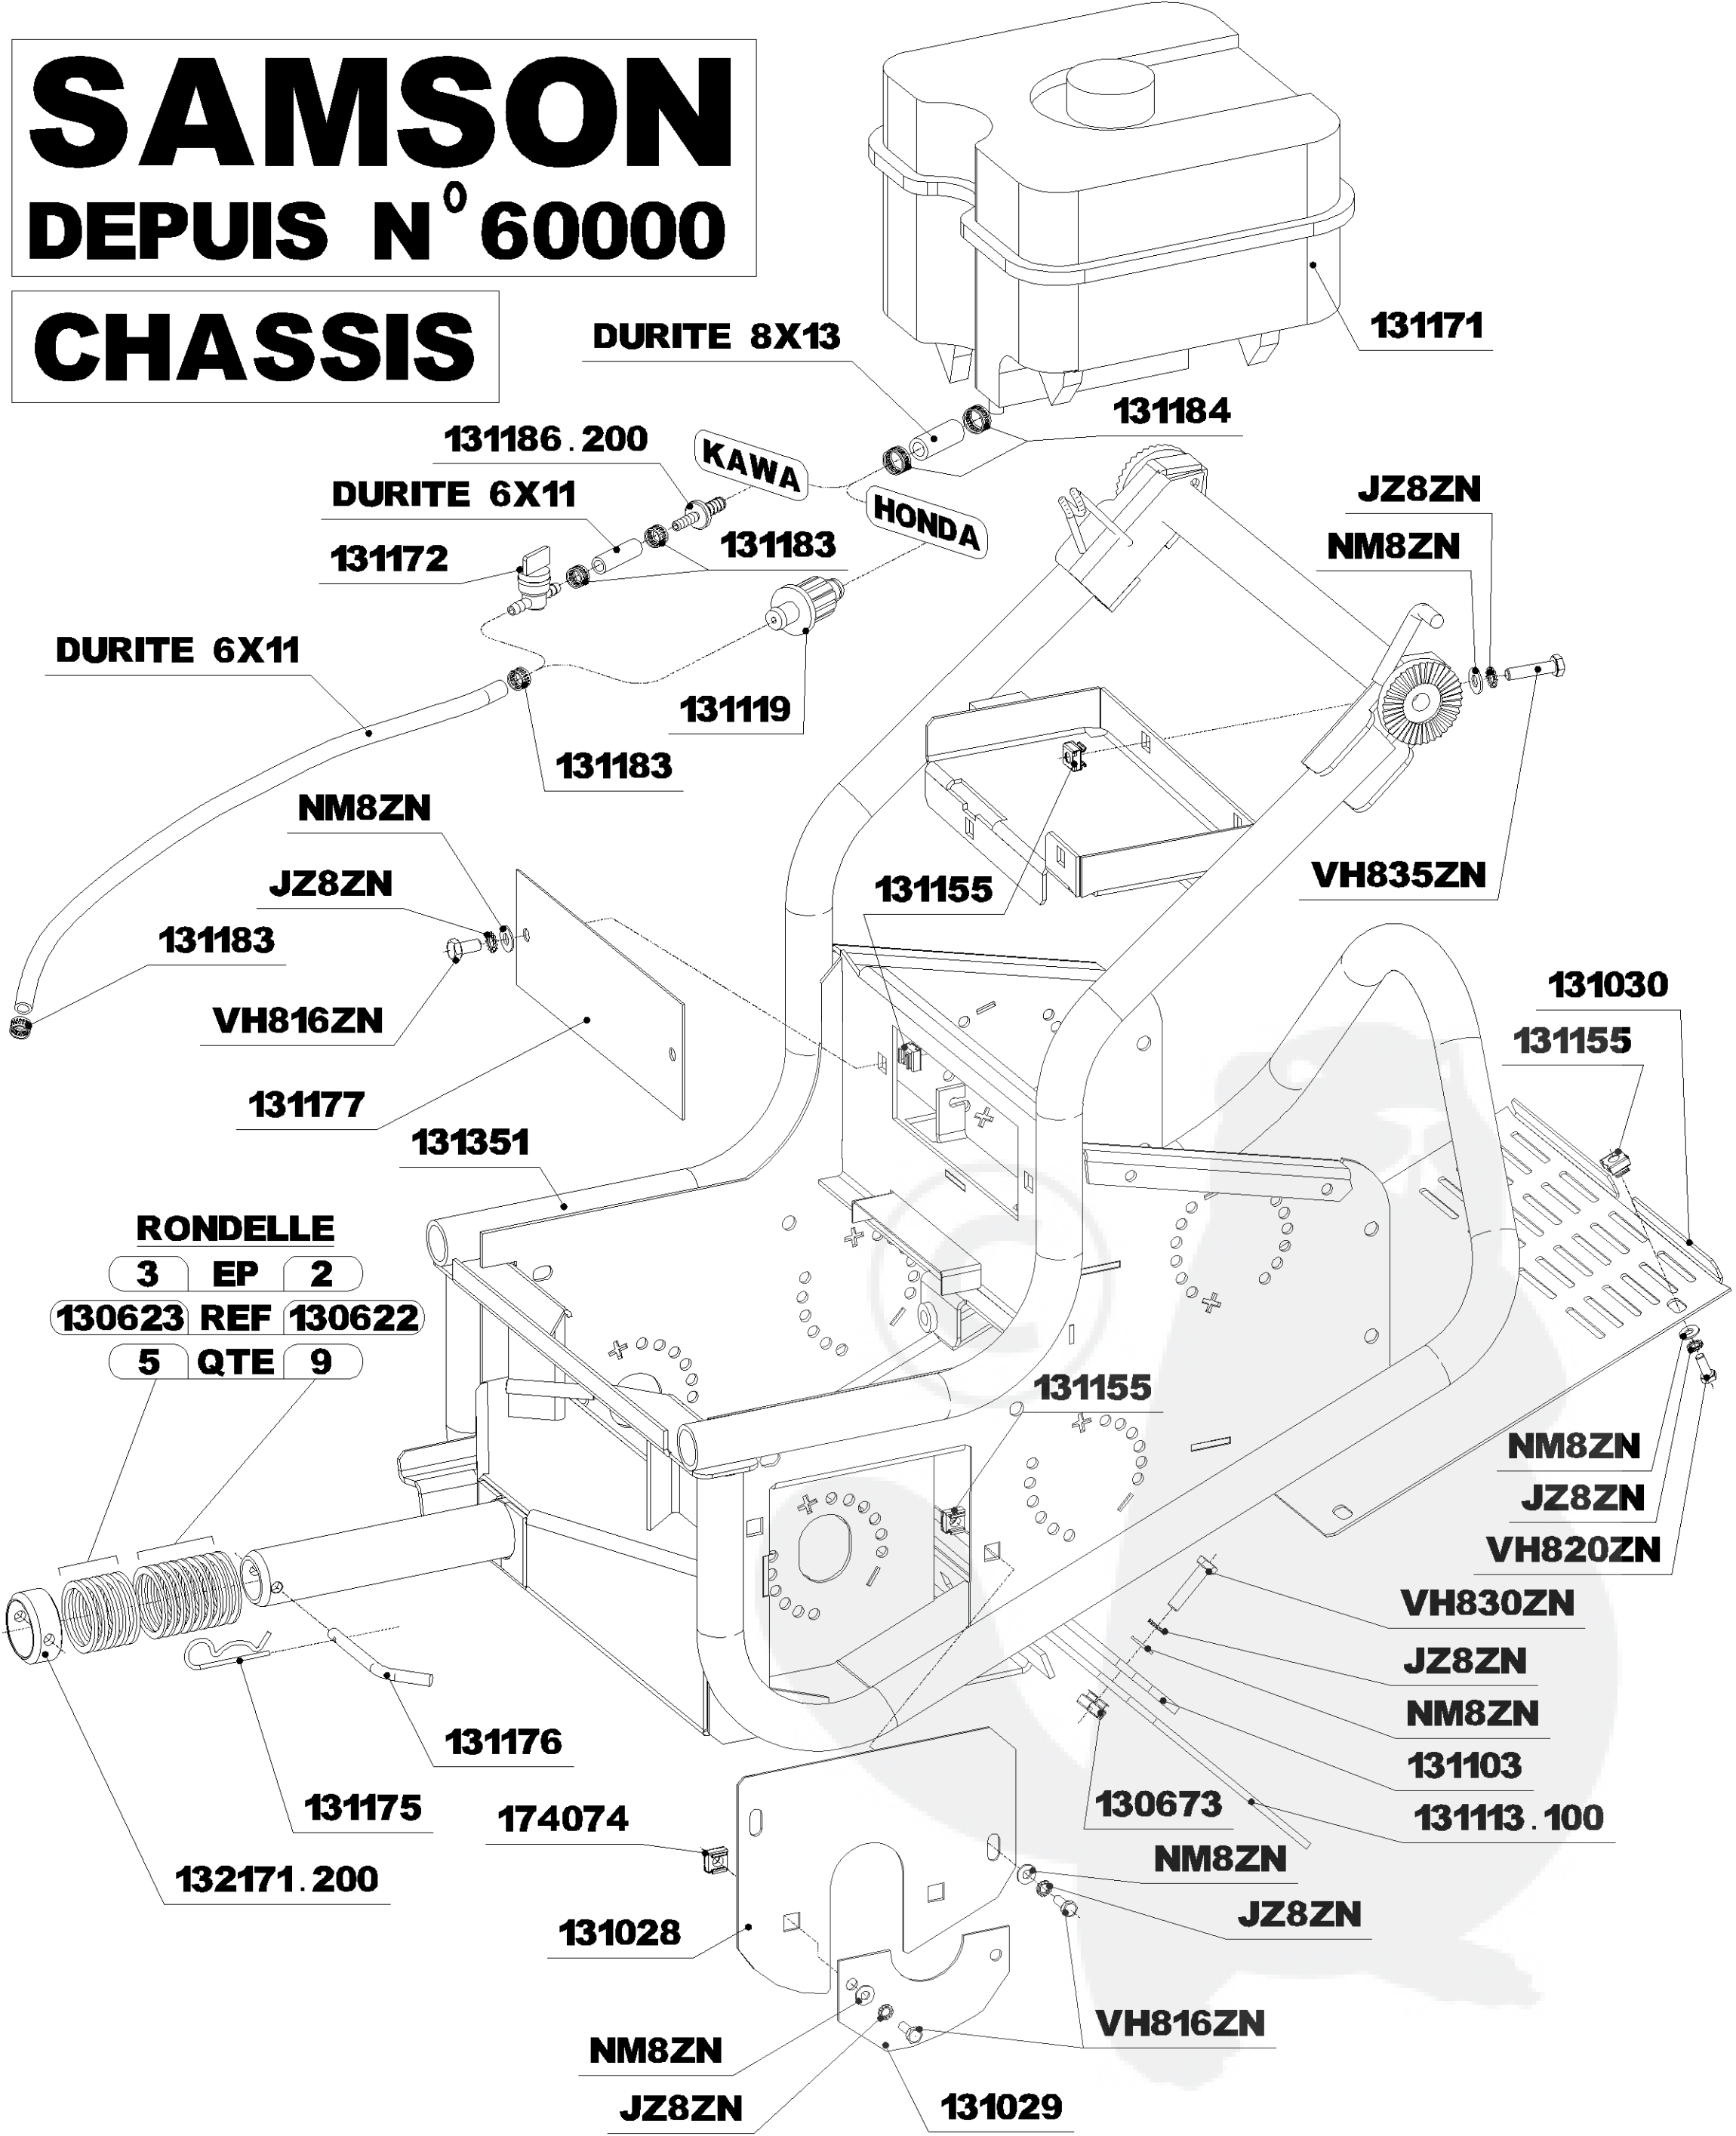 SAMSON
DEPUIS N° 60000
CHASSIS
131171
DURITE 8X13
131184
131186.200
KAWA
DURITE 6X11
HONDA
JZ8ZN
131183
NM8ZN
131172
DURITE 6X11
131119
131183
NM8ZN
JZ8ZN
131155
VH835ZN
131183
VH816ZN
131030
131155
131177
131351
RONDELLE
3 EP 2
130623 REF 130622
5 QTE 9
131155
NM8ZN
JZ8ZN
VH820ZN
VH830ZN
JZ8ZN
NM8ZN
131176
131103
131175
130673
131113.100
174074
NM8ZN
132171.200
JZ8ZN
131028
VH816ZN
NM8ZN
JZ8ZN
131029
©